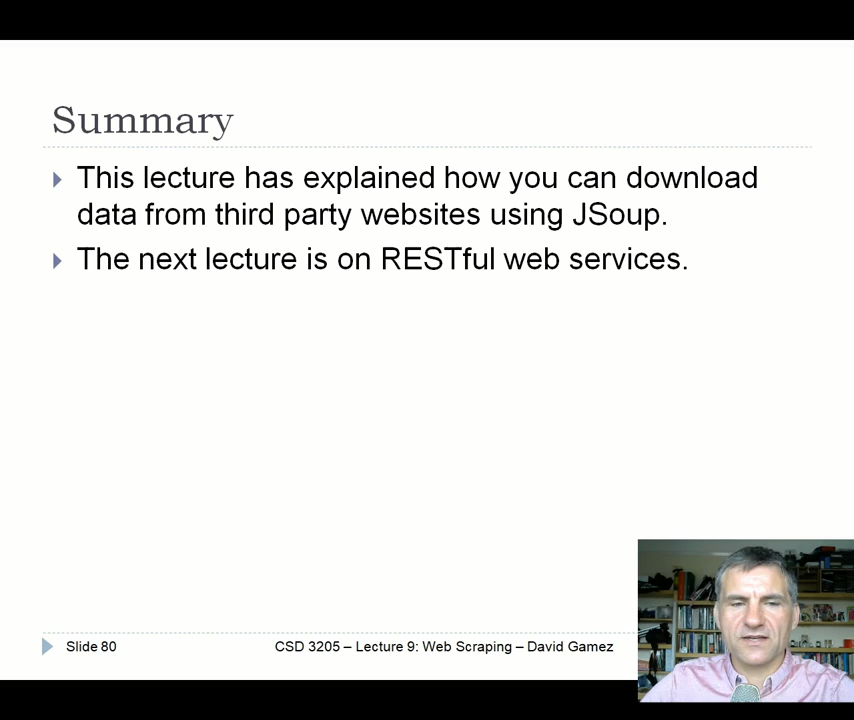 Summary
This lecture has explained how you can download
data from third party websites using JSoup.
The next lecture is on RESTful web services.
Slide 80
CSD 3205 – Lecture 9: Web Scraping – David Gamez